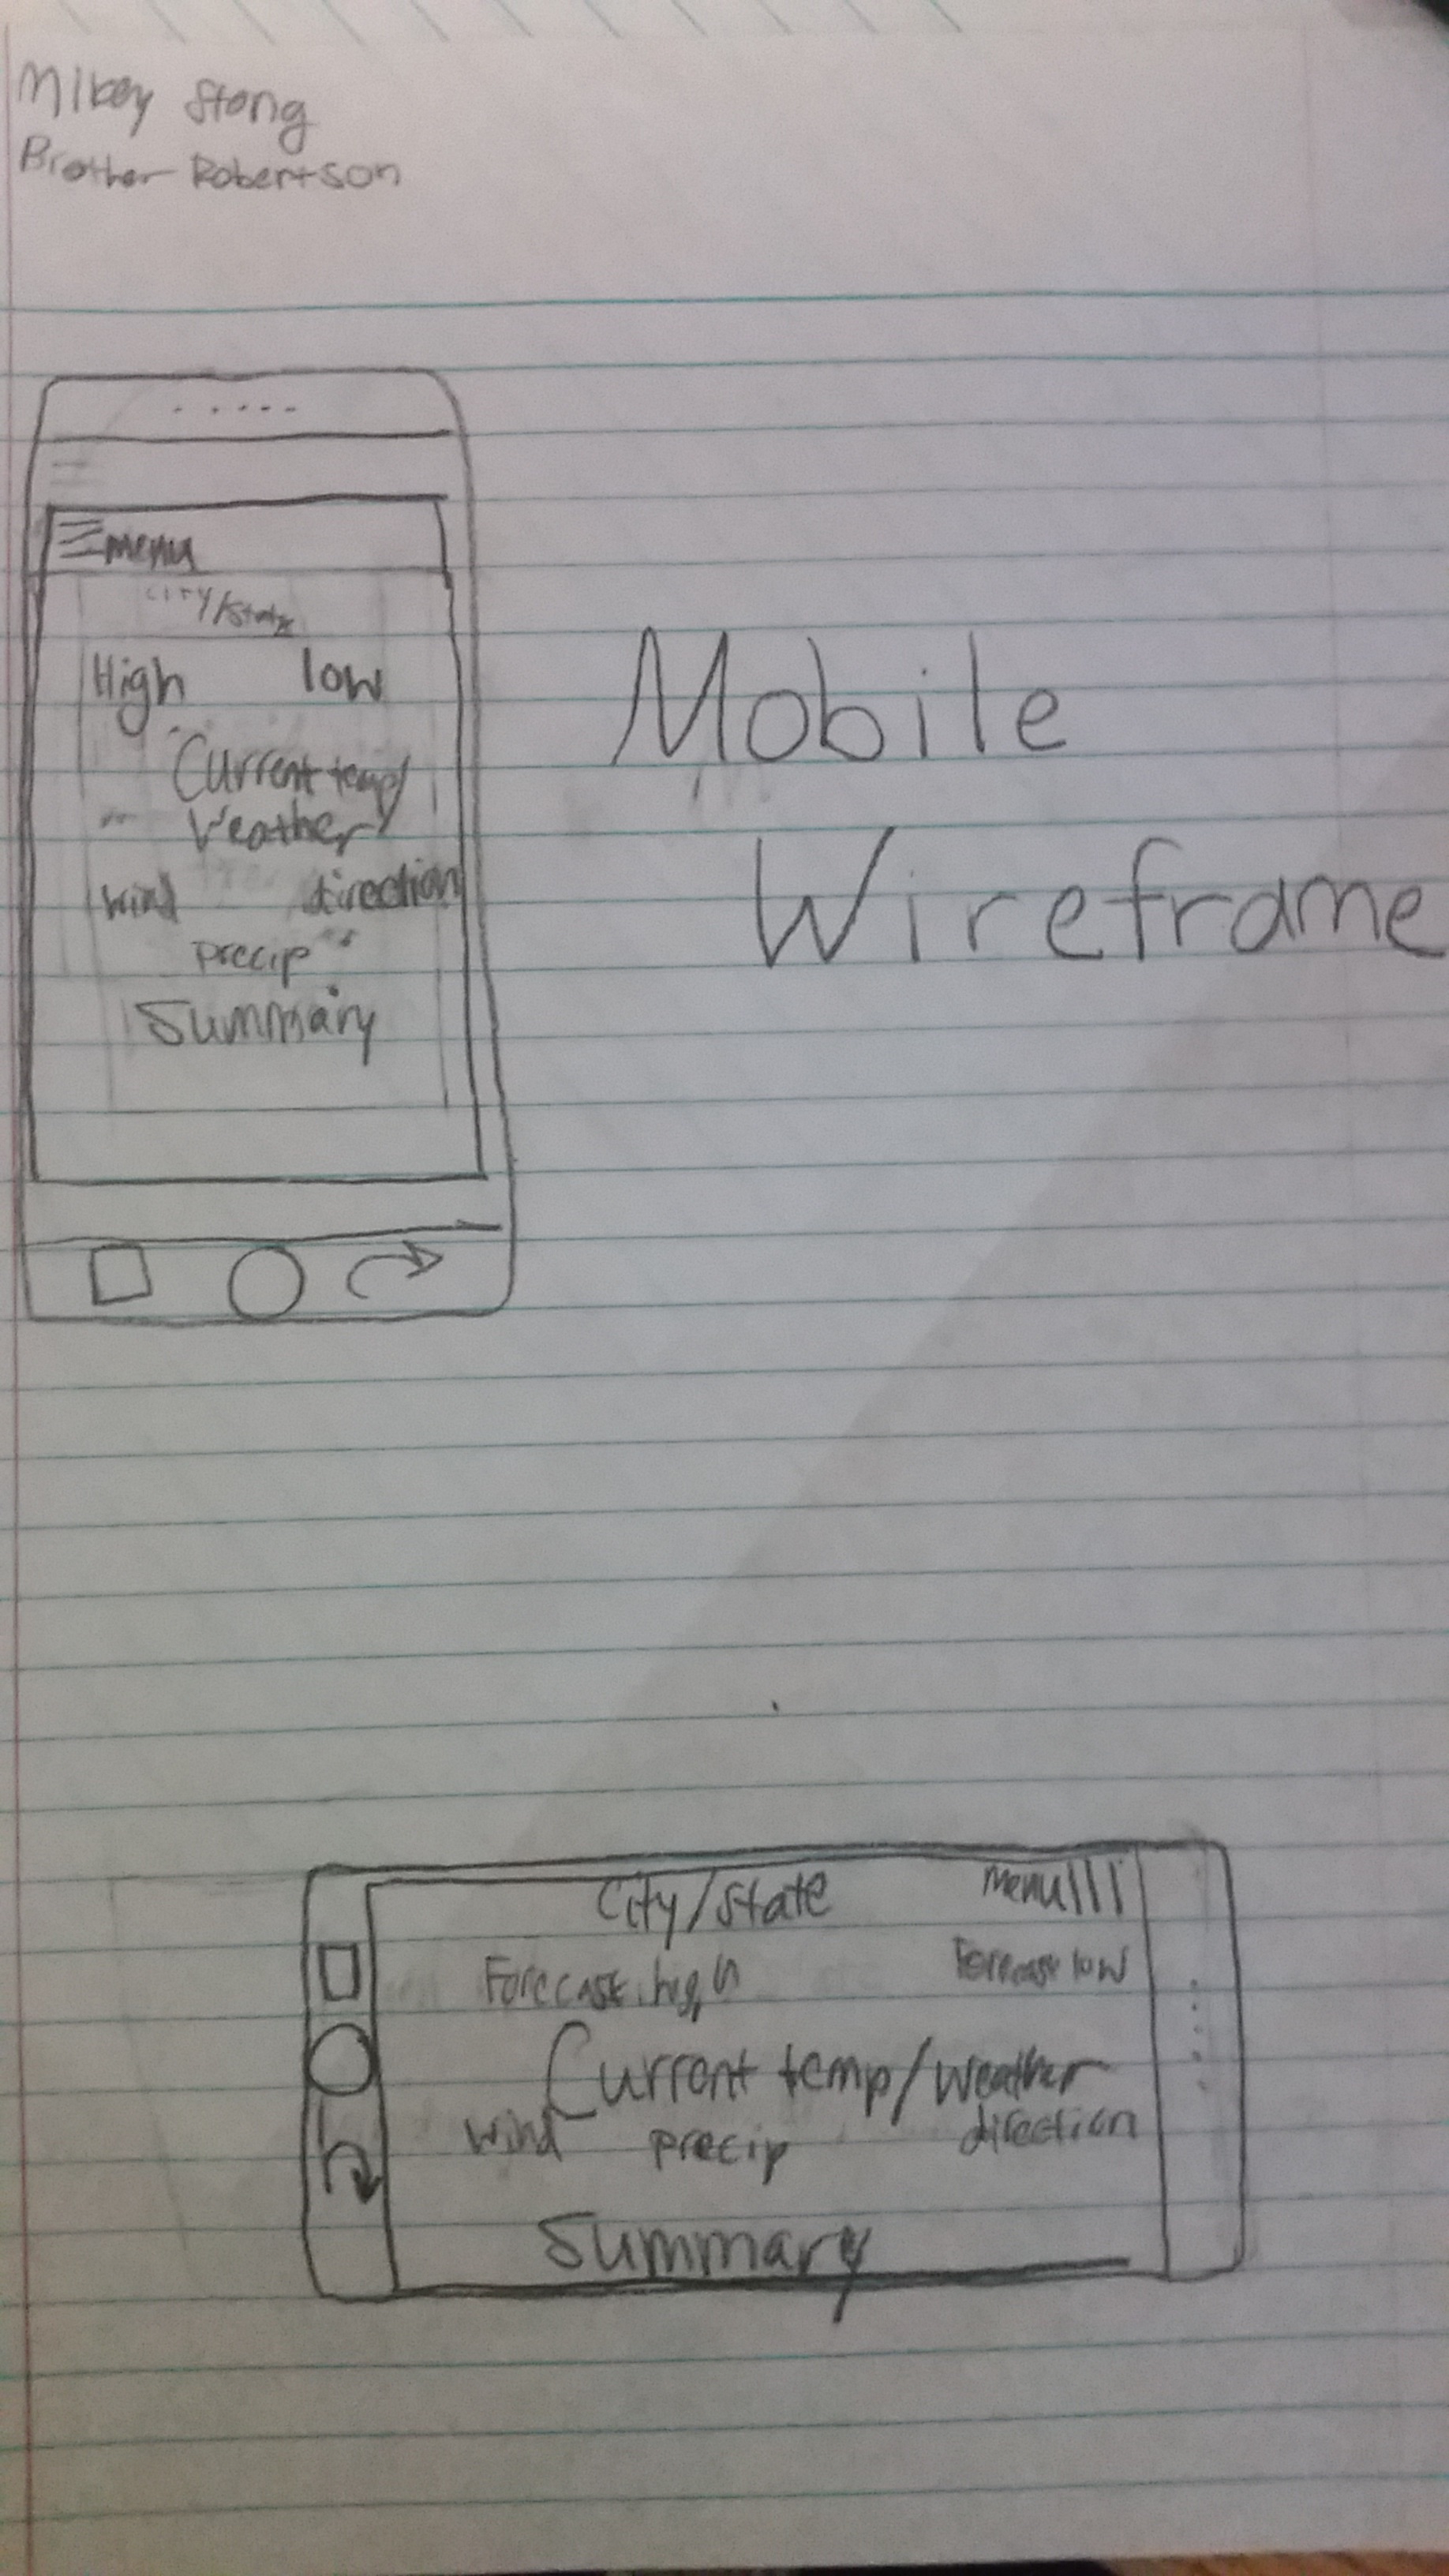 Mikey Stong
Brother Robertson
menu
City/State
High low
Current temp/
Weather
wind direction
precip
Summary
Mobile
Wireframe
City/State menu
Forecast high Forecast low
Current temp/weather
wind precip direction
Summary